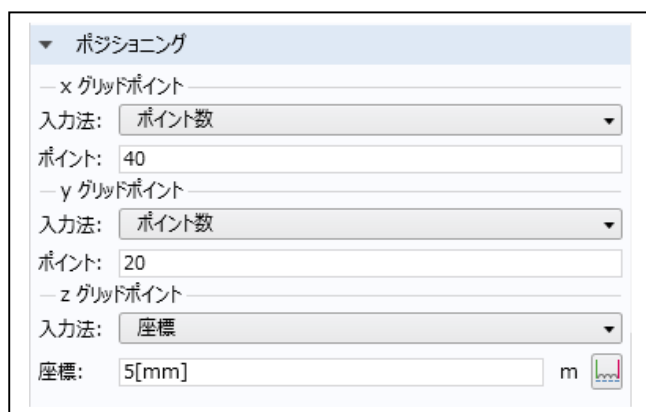 ポジショニング
x グリッドポイント
入力法: ポイント数
ポイント: 40
y グリッドポイント
入力法: ポイント数
ポイント: 20
z グリッドポイント
入力法: 座標
座標: 5[mm] m